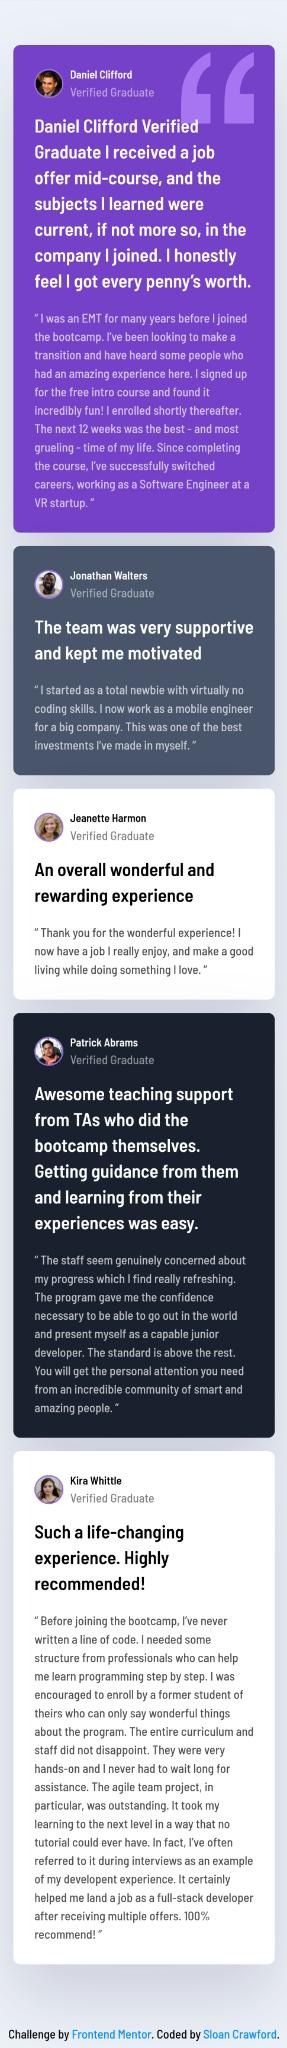 Daniel Clifford
Verified Graduate
Daniel Clifford Verified
Graduate I received a job
offer mid-course, and the
subjects I learned were
current, if not more so, in the
company I joined. I honestly
feel I got every penny’s worth.
“ I was an EMT for many years before I joined
the bootcamp. I’ve been looking to make a
transition and have heard some people who
had an amazing experience here. I signed up
for the free intro course and found it
incredibly fun! I enrolled shortly thereafter.
The next 12 weeks was the best - and most
grueling - time of my life. Since completing
the course, I’ve successfully switched
careers, working as a Software Engineer at a
VR startup. ”
Jonathan Walters
Verified Graduate
The team was very supportive
and kept me motivated
“ I started as a total newbie with virtually no
coding skills. I now work as a mobile engineer
for a big company. This was one of the best
investments I’ve made in myself. ”
Jeanette Harmon
Verified Graduate
An overall wonderful and
rewarding experience
“ Thank you for the wonderful experience! I
now have a job I really enjoy, and make a good
living while doing something I love. ”
Patrick Abrams
Verified Graduate
Awesome teaching support
from TAs who did the
bootcamp themselves.
Getting guidance from them
and learning from their
experiences was easy.
“ The staff seem genuinely concerned about
my progress which I find really refreshing.
The program gave me the confidence
necessary to be able to go out in the world
and present myself as a capable junior
developer. The standard is above the rest.
You will get the personal attention you need
from an incredible community of smart and
amazing people. ”
Kira Whittle
Verified Graduate
Such a life-changing
experience. Highly
recommended!
“ Before joining the bootcamp, I’ve never
written a line of code. I needed some
structure from professionals who can help
me learn programming step by step. I was
encouraged to enroll by a former student of
theirs who can only say wonderful things
about the program. The entire curriculum and
staff did not disappoint. They were very
hands-on and I never had to wait long for
assistance. The agile team project, in
particular, was outstanding. It took my
learning to the next level in a way that no
tutorial could ever have. In fact, I’ve often
referred to it during interviews as an example
of my developent experience. It certainly
helped me land a job as a full-stack developer
after receiving multiple offers. 100%
recommend! ”
Challenge by Frontend Mentor. Coded by Sloan Crawford.